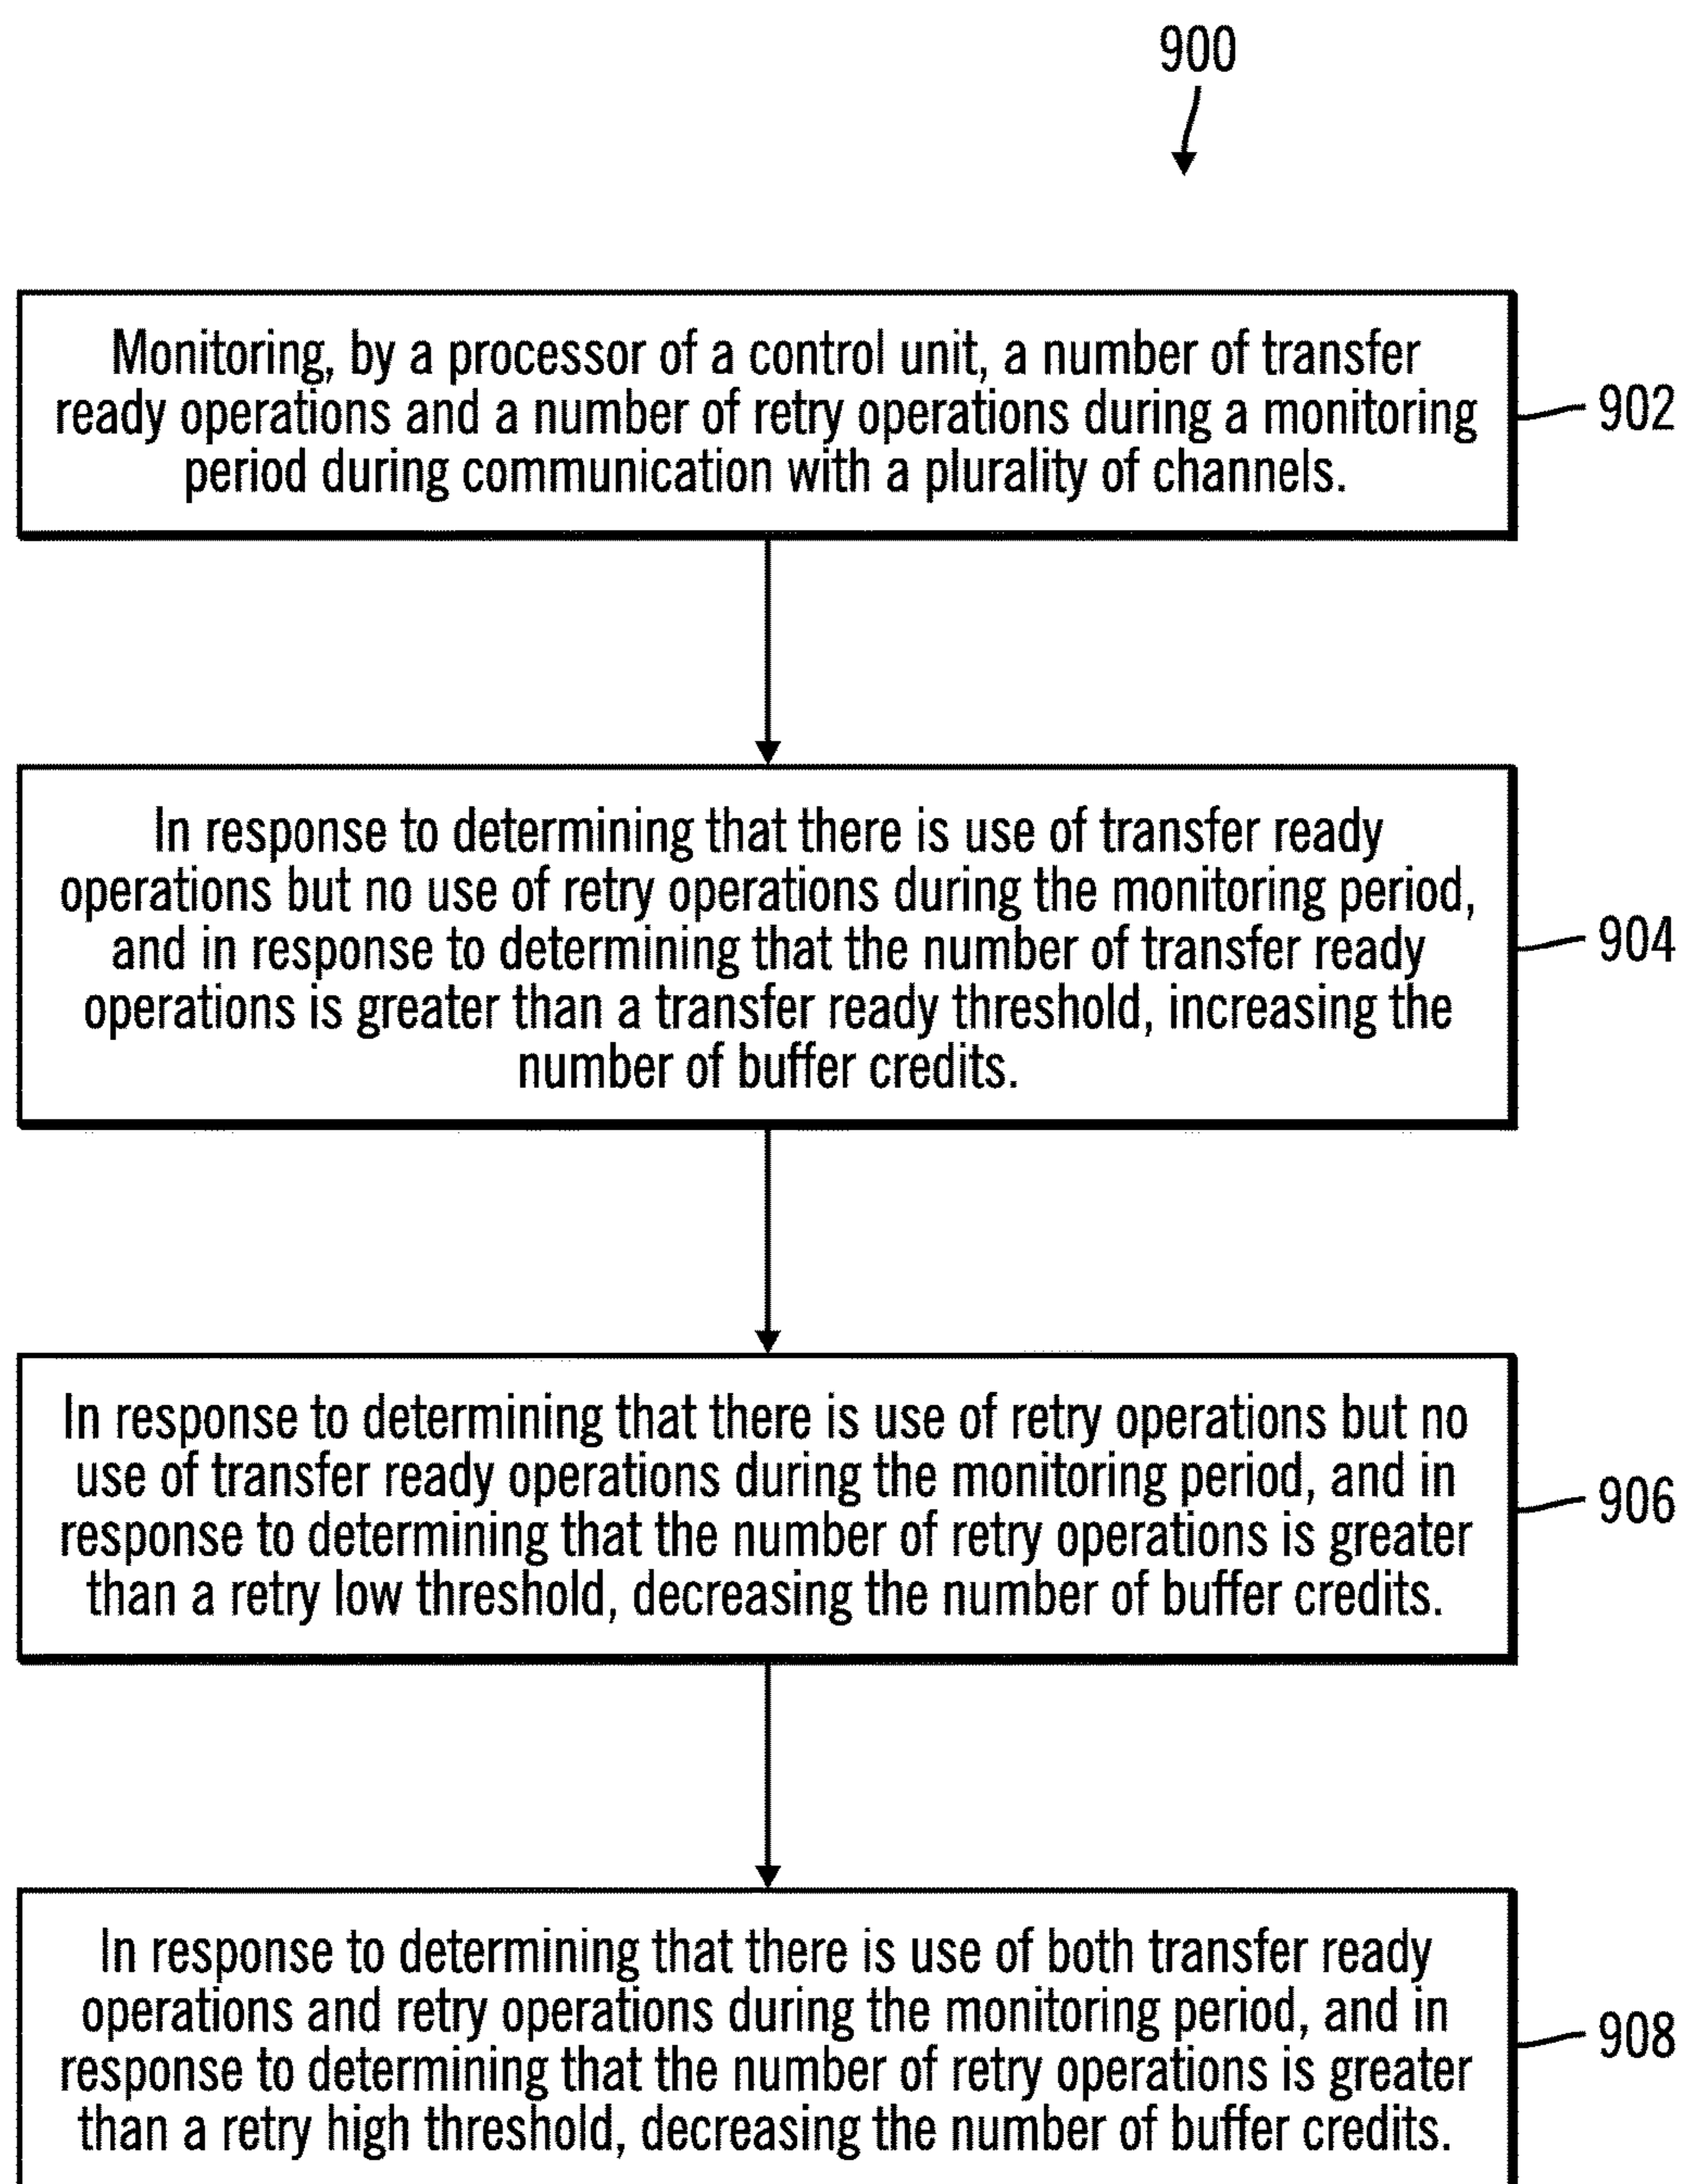 900
Monitoring, by a processor of a control unit, a number of transfer
ready operations and a number of retry operations during a monitoring
period during communication with a plurality of channels.
902
In response to determining that there is use of transfer ready
operations but no use of retry operations during the monitoring period,
and in response to determining that the number of transfer ready
operations is greater than a transfer ready threshold, increasing the
number of buffer credits.
904
In response to determining that there is use of retry operations but no
use of transfer ready operations during the monitoring period, and in
response to determining that the number of retry operations is greater
than a retry low threshold, decreasing the number of buffer credits.
906
In response to determining that there is use of both transfer ready
operations and retry operations during the monitoring period, and in
response to determining that the number of retry operations is greater
than a retry high threshold, decreasing the number of buffer credits.
908